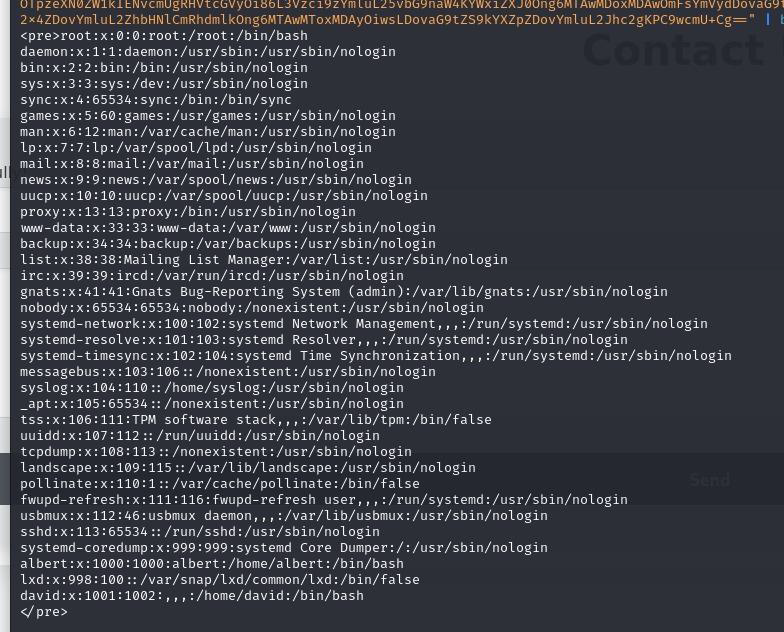 2×4ZDovYmluL2ZhbHNlCmRhdmlkOng6MTAwMToxMDAyOiwsLDovaG9tZS9kYXZpZDovYmluL2Jhc2gKPC9wcmU+Cg==" |
Contact
<pre>root:x:0:0:root:/root:/bin/bash
daemon:x:1:1:daemon:/usr/sbin:/usr/sbin/nologin
bin:x:2:2:bin:/bin:/usr/sbin/nologin
sys:x:3:3:sys:/dev:/usr/sbin/nologin
sync:x:4:65534:sync:/bin:/bin/sync
games:x:5:60:games:/usr/games:/usr/sbin/nologin
man:x:6:12:man:/var/cache/man:/usr/sbin/nologin
lp:x:7:7:lp:/var/spool/lpd:/usr/sbin/nologin
mail:x:8:8:mail:/var/mail:/usr/sbin/nologin
news:x:9:9:news:/var/spool/news:/usr/sbin/nologin
uucp:x:10:10:uucp:/var/spool/uucp:/usr/sbin/nologin
proxy:x:13:13:proxy:/bin:/usr/sbin/nologin
www-data:x:33:33:www-data:/var/www:/usr/sbin/nologin
backup:x:34:34:backup:/var/backups:/usr/sbin/nologin
list:x:38:38:Mailing List Manager:/var/list:/usr/sbin/nologin
irc:x:39:39:ircd:/var/run/ircd:/usr/sbin/nologin
gnats:x:41:41:Gnats Bug-Reporting System (admin):/var/lib/gnats:/usr/sbin/nologin
nobody:x:65534:65534:nobody:/nonexistent:/usr/sbin/nologin
systemd-network:x:100:102:systemd Network Management,,,:/run/systemd:/usr/sbin/nologin
systemd-resolve:x:101:103:systemd Resolver,,,:/run/systemd:/usr/sbin/nologin
systemd-timesync:x:102:104:systemd Time Synchronization,,,:/run/systemd:/usr/sbin/nologin
messagebus:x:103:106::/nonexistent:/usr/sbin/nologin
syslog:x:104:110::/home/syslog:/usr/sbin/nologin
_apt:x:105:65534::/nonexistent:/usr/sbin/nologin
tss:x:106:111:TPM software stack,,,:/var/lib/tpm:/bin/false
uuidd:x:107:112::/run/uuidd:/usr/sbin/nologin
tcpdump:x:108:113::/nonexistent:/usr/sbin/nologin
landscape:x:109:115::/var/lib/landscape:/usr/sbin/nologin
pollinate:x:110:1::/var/cache/pollinate:/bin/false
Send
fwupd-refresh:x:111:116:fwupd-refresh user,,,:/run/systemd:/usr/sbin/nologin
usbmux:x:112:46:usbmux daemon,,,:/var/lib/usbmux:/usr/sbin/nologin
sshd:x:113:65534::/run/sshd:/usr/sbin/nologin
systemd-coredump:x:999:999:systemd Core Dumper:/:/usr/sbin/nologin
albert:x:1000:1000:albert:/home/albert:/bin/bash
lxd:x:998:100::/var/snap/lxd/common/lxd:/bin/false
david:x:1001:1002:,,,:/home/david:/bin/bash
</pre>